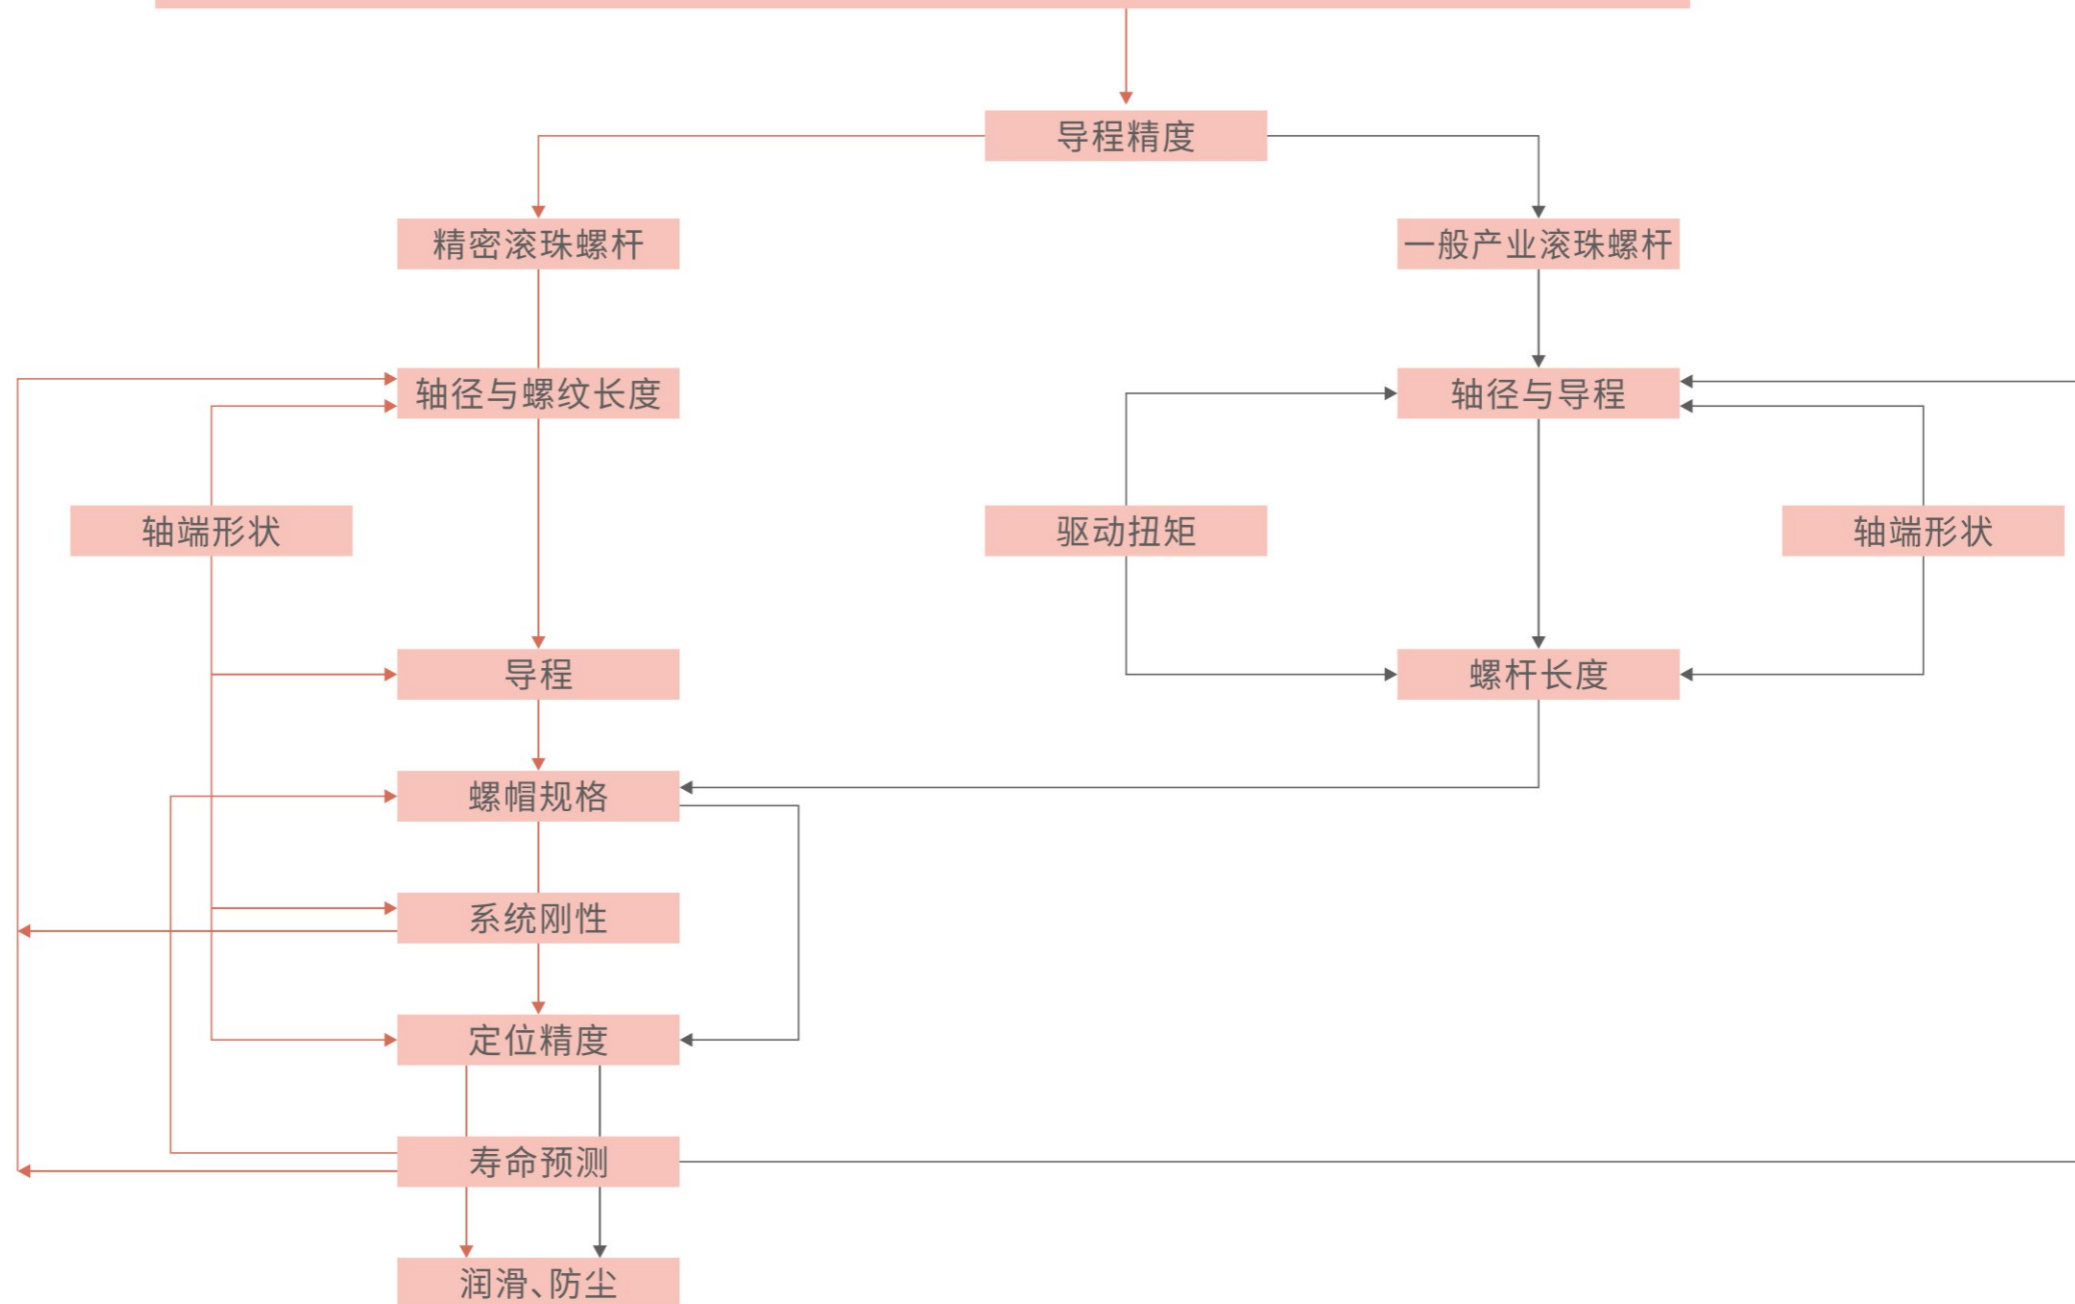 导程精度
精密滚珠螺杆
一般产业滚珠螺杆
轴径与螺纹长度
轴径与导程
轴端形状
驱动扭矩
轴端形状
导程
螺杆长度
螺帽规格
系统刚性
定位精度
寿命预测
润滑、防尘